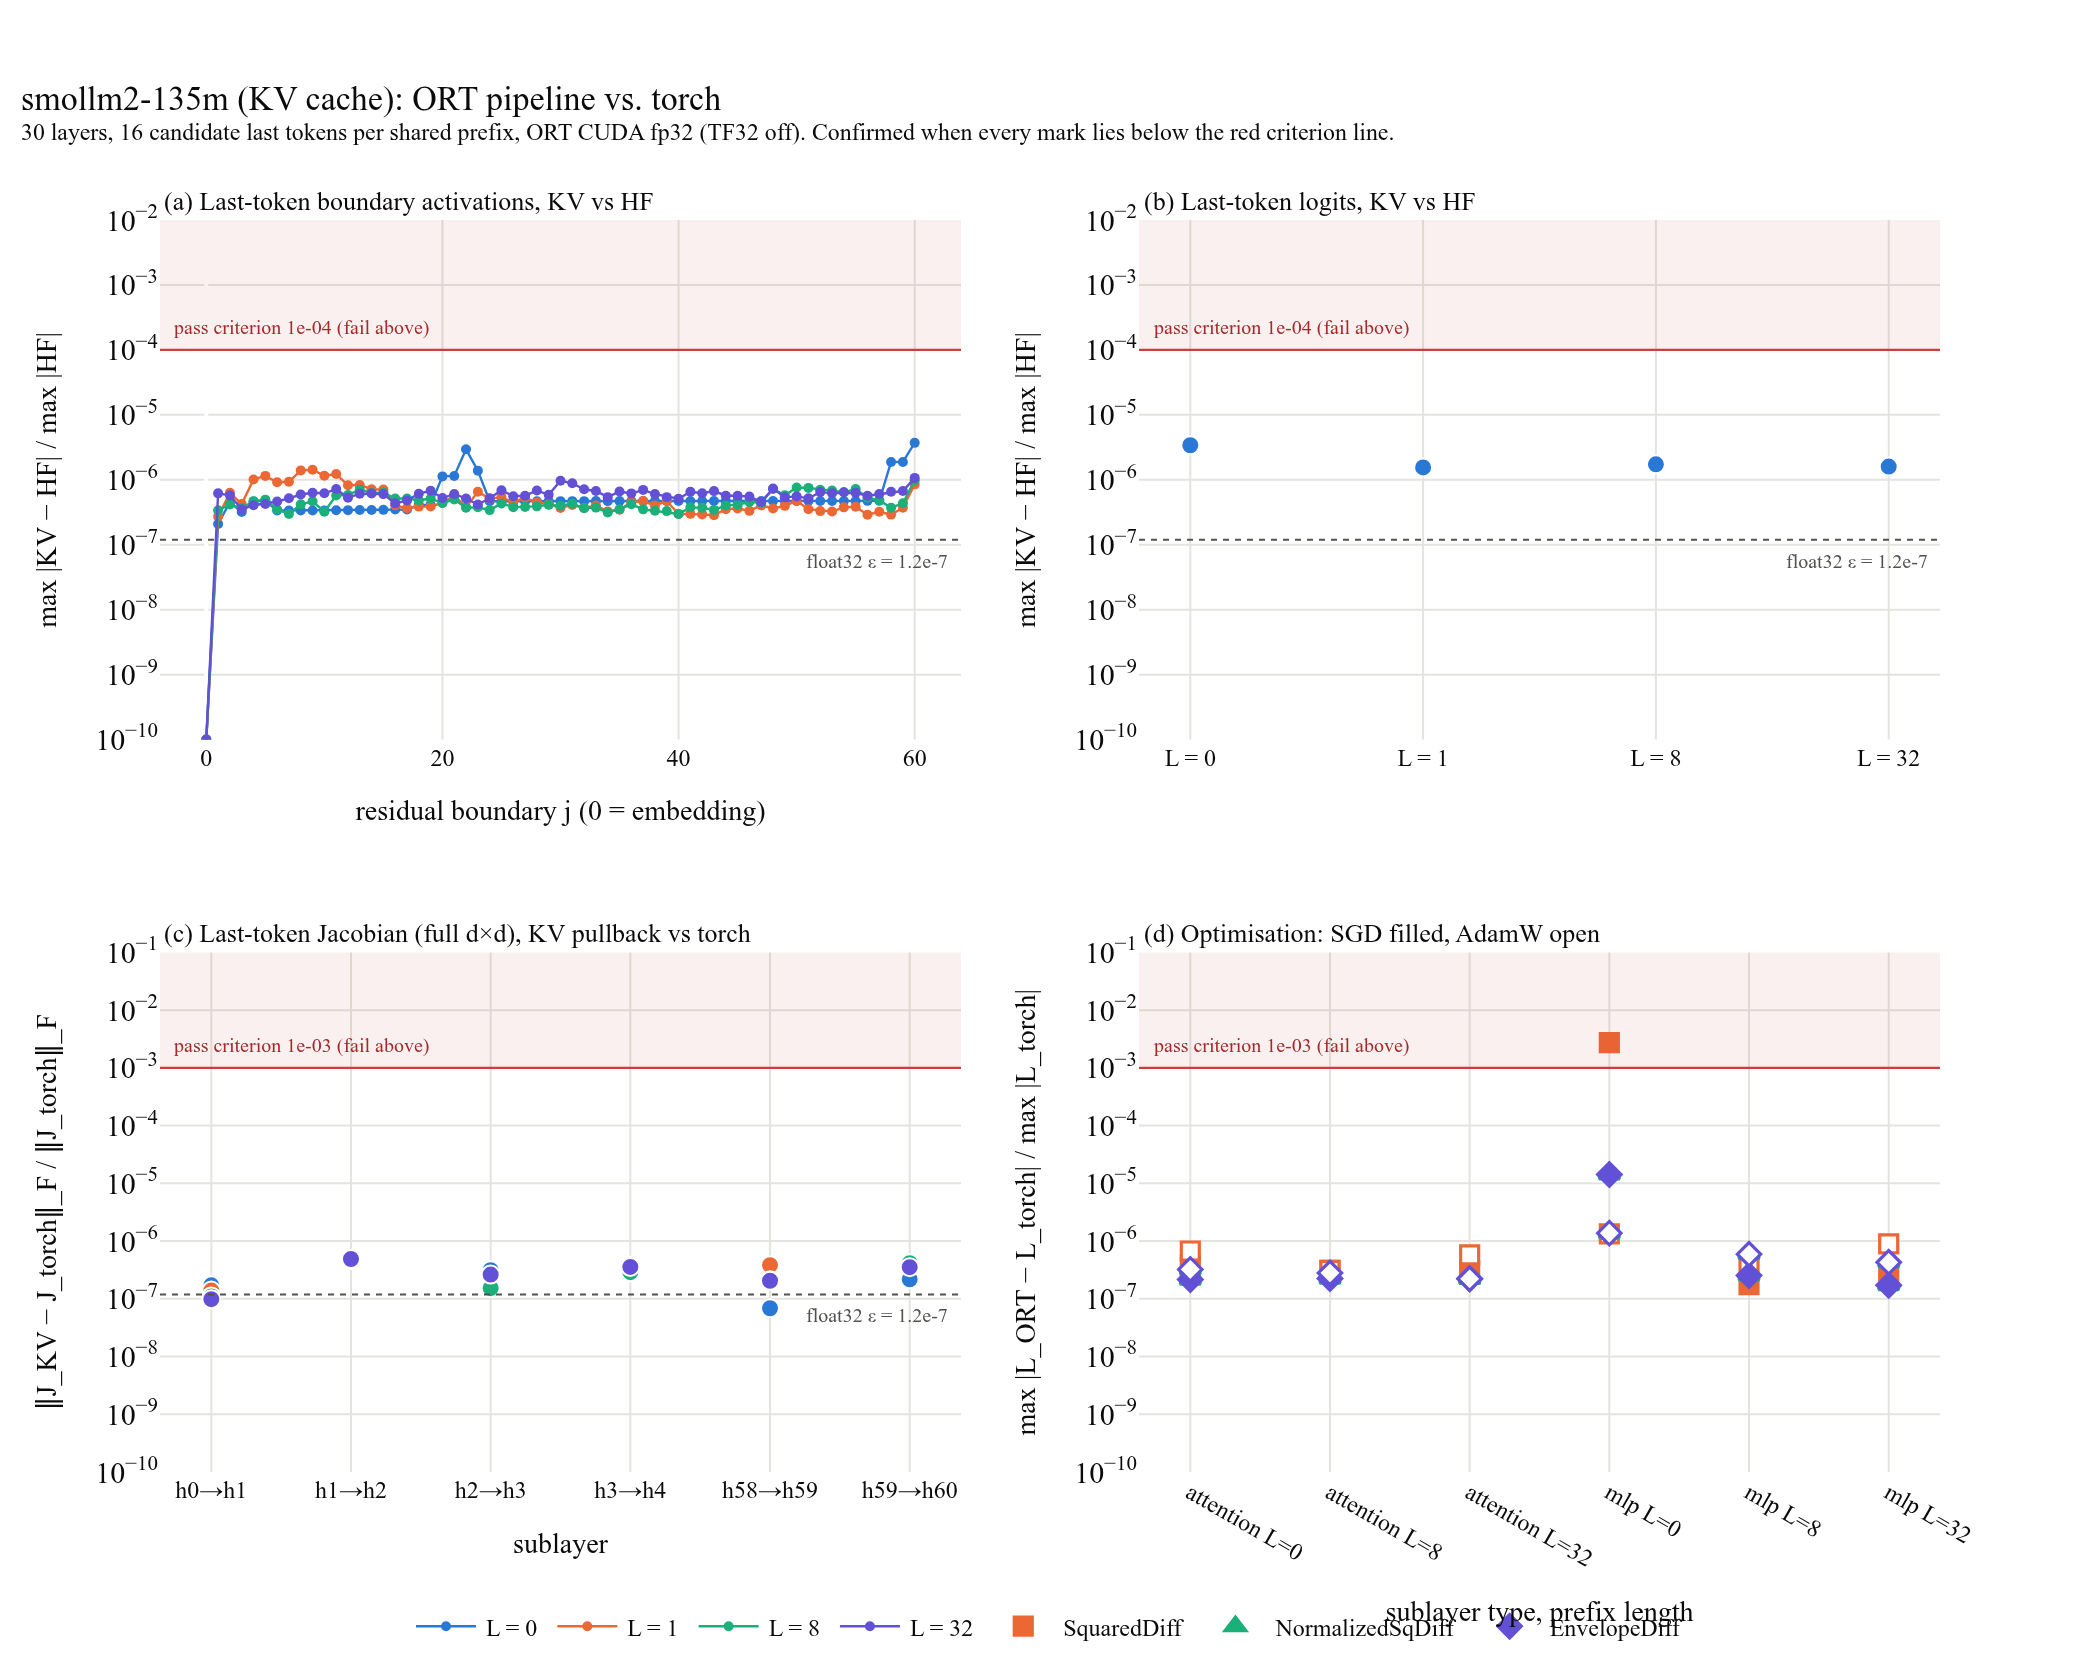 smollm2-135m (KV cache): ORT pipeline vs. torch
30 layers, 16 candidate last tokens per shared prefix, ORT CUDA fp32 (TF32 off). Confirmed when every mark lies below the red criterion line.
(a) Last-token boundary activations, KV vs HF
max |KV − HF| / max |HF|
10−2
10−3
10−4
10−5
10−6
10−7
10−8
10−9
10−10
pass criterion 1e-04 (fail above)
float32 ε = 1.2e-7
0 20 40 60
residual boundary j (0 = embedding)
(b) Last-token logits, KV vs HF
max |KV − HF| / max |HF|
10−2
10−3
10−4
10−5
10−6
10−7
10−8
10−9
10−10
pass criterion 1e-04 (fail above)
float32 ε = 1.2e-7
L = 0 L = 1 L = 8 L = 32
(c) Last-token Jacobian (full d×d), KV pullback vs torch
‖J_KV − J_torch‖_F / ‖J_torch‖_F
10−1
10−2
10−3
10−4
10−5
10−6
10−7
10−8
10−9
10−10
pass criterion 1e-03 (fail above)
float32 ε = 1.2e-7
h0→h1 h1→h2 h2→h3 h3→h4 h58→h59 h59→h60
sublayer
(d) Optimisation: SGD filled, AdamW open
max |L_ORT − L_torch| / max |L_torch|
10−1
10−2
10−3
10−4
10−5
10−6
10−7
10−8
10−9
10−10
pass criterion 1e-03 (fail above)
attention L=0
attention L=8
attention L=32
mlp L=0
mlp L=8
mlp L=32
sublayer type, prefix length
L = 0 L = 1 L = 8 L = 32 SquaredDiff NormalizedSqDiff EnvelopeDiff